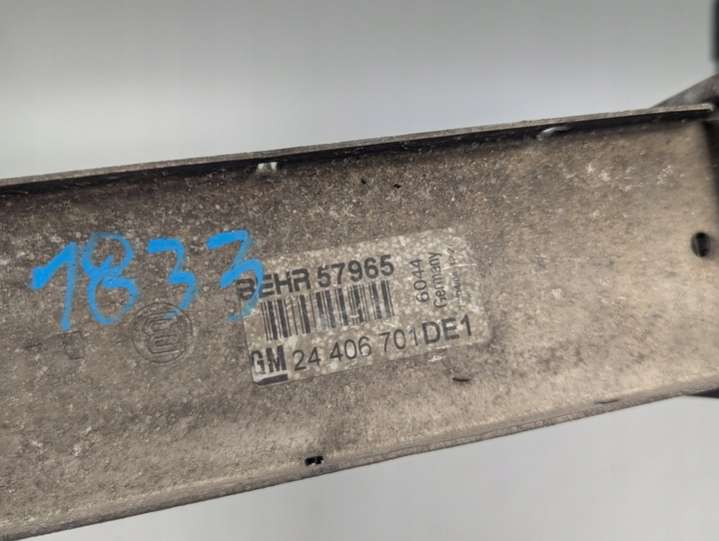 1833
BEHR 57965
6044
Germany
GM 24 406 701 DE1